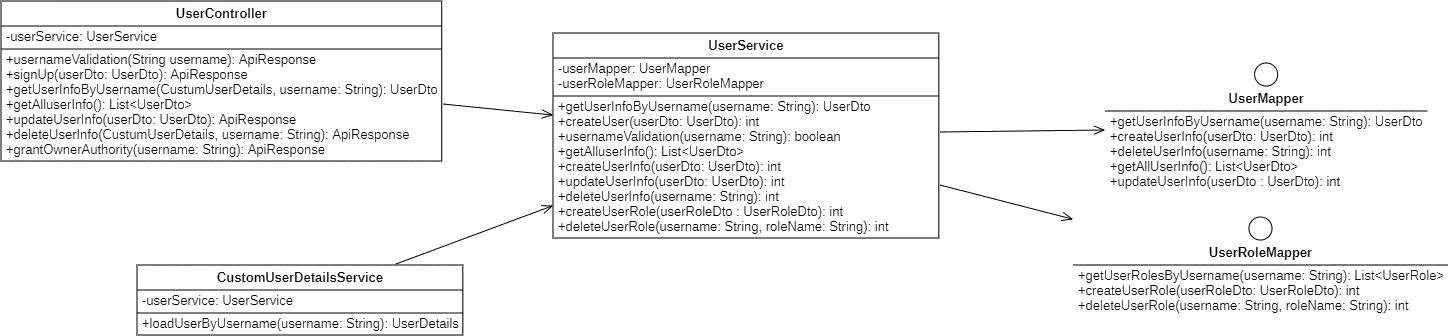 UserController
-userService: UserService
+usernameValidation(String username): ApiResponse
+signUp(userDto: UserDto): ApiResponse
+getUserInfoByUsername(CustumUserDetails, username: String): UserDto
+getAlluserInfo(): List<UserDto>
+updateUserInfo(userDto: UserDto): ApiResponse
+deleteUserInfo(CustumUserDetails, username: String): ApiResponse
+grantOwnerAuthority(username: String): ApiResponse
UserService
-userMapper: UserMapper
-userRoleMapper: UserRoleMapper
+getUserInfoByUsername(username: String): UserDto
+createUser(userDto: UserDto): int
+usernameValidation(username: String): boolean
+getAlluserInfo(): List<UserDto>
+createUserInfo(userDto: UserDto): int
+updateUserInfo(userDto: UserDto): int
+deleteUserInfo(username: String): int
+createUserRole(userRoleDto : UserRoleDto): int
+deleteUserRole(username: String, roleName: String): int
UserMapper
+getUserInfoByUsername(username: String): UserDto
+createUserInfo(userDto: UserDto): int
+deleteUserInfo(username: String): int
+getAllUserInfo(): List<UserDto>
+updateUserInfo(userDto : UserDto): int
UserRoleMapper
+getUserRolesByUsername(username: String): List<UserRole>
+createUserRole(userRoleDto: UserRoleDto): int
+deleteUserRole(username: String, roleName: String): int
CustomUserDetailsService
-userService: UserService
+loadUserByUsername(username: String): UserDetails